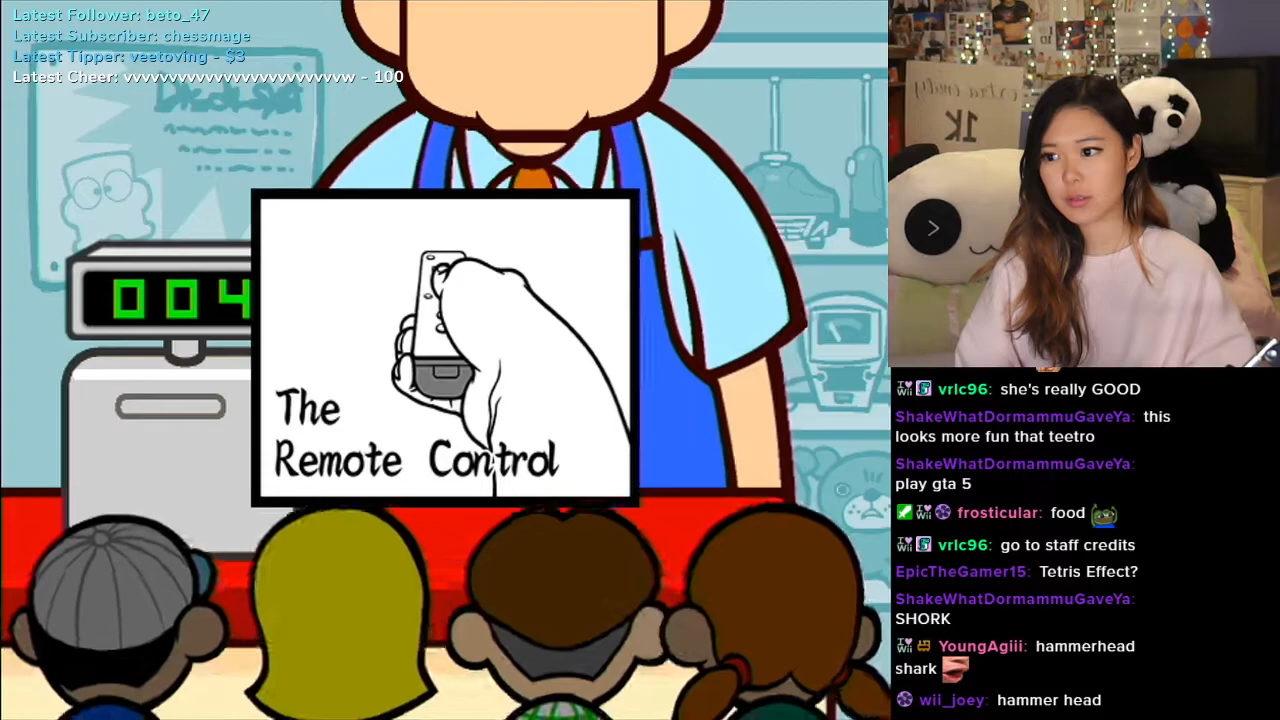 Latest Follower: beto_47
Latest Subscriber: chessmage
Latest Tipper: veetoving - $3
Latest Cheer: vvvvvvvvvvvvvvvvvvvvvvvvw - 100
004
The
Remote Control
1K
vrlc96: she's really GOOD
ShakeWhatDormammuGaveYa: this
looks more fun that teetro
ShakeWhatDormammuGaveYa:
play gta 5
frosticular: food
vrlc96: go to staff credits
EpicTheGamer15: Tetris Effect?
ShakeWhatDormammuGaveYa:
SHORK
YoungAgiii: hammerhead
shark
wii_joey: hammer head